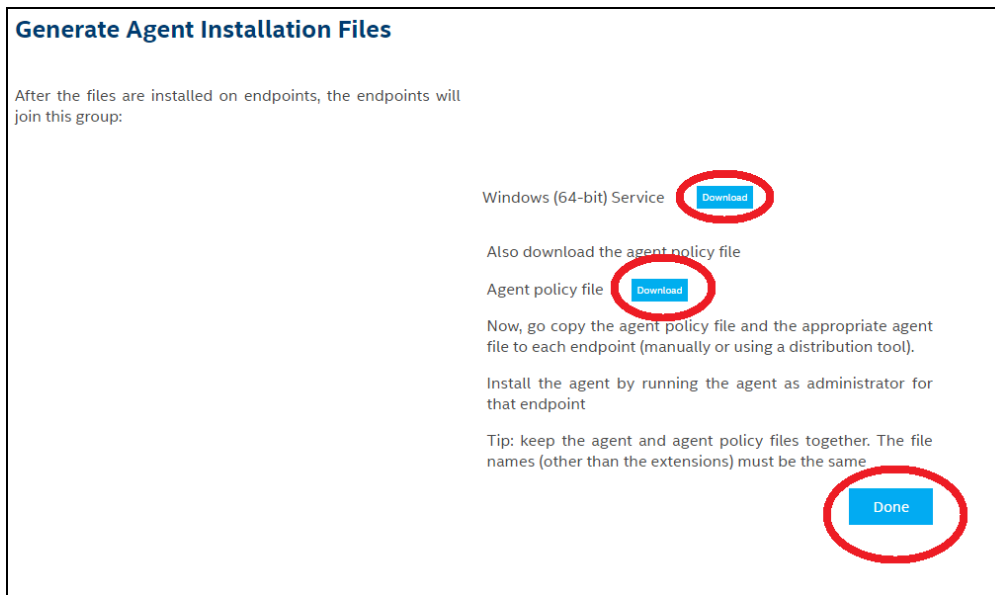 Generate Agent Installation Files
After the files are installed on endpoints, the endpoints will
join this group:
Windows (64-bit) Service Download
Also download the agent policy file
Agent policy file Download
Now, go copy the agent policy file and the appropriate agent
file to each endpoint (manually or using a distribution tool).
Install the agent by running the agent as administrator for
that endpoint
Tip: keep the agent and agent policy files together. The file
names (other than the extensions) must be the same
Done